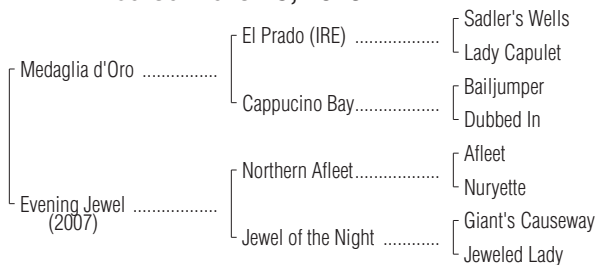 Sadler's Wells
El Prado (IRE) ...................
Lady Capulet
Medaglia d'Oro ................
Bailjumper
Cappucino Bay..................
Dubbed In
Afleet
Northern Afleet..................
Nuryette
Evening Jewel ..................
(2007)
Giant's Causeway
Jewel of the Night ............
Jeweled Lady